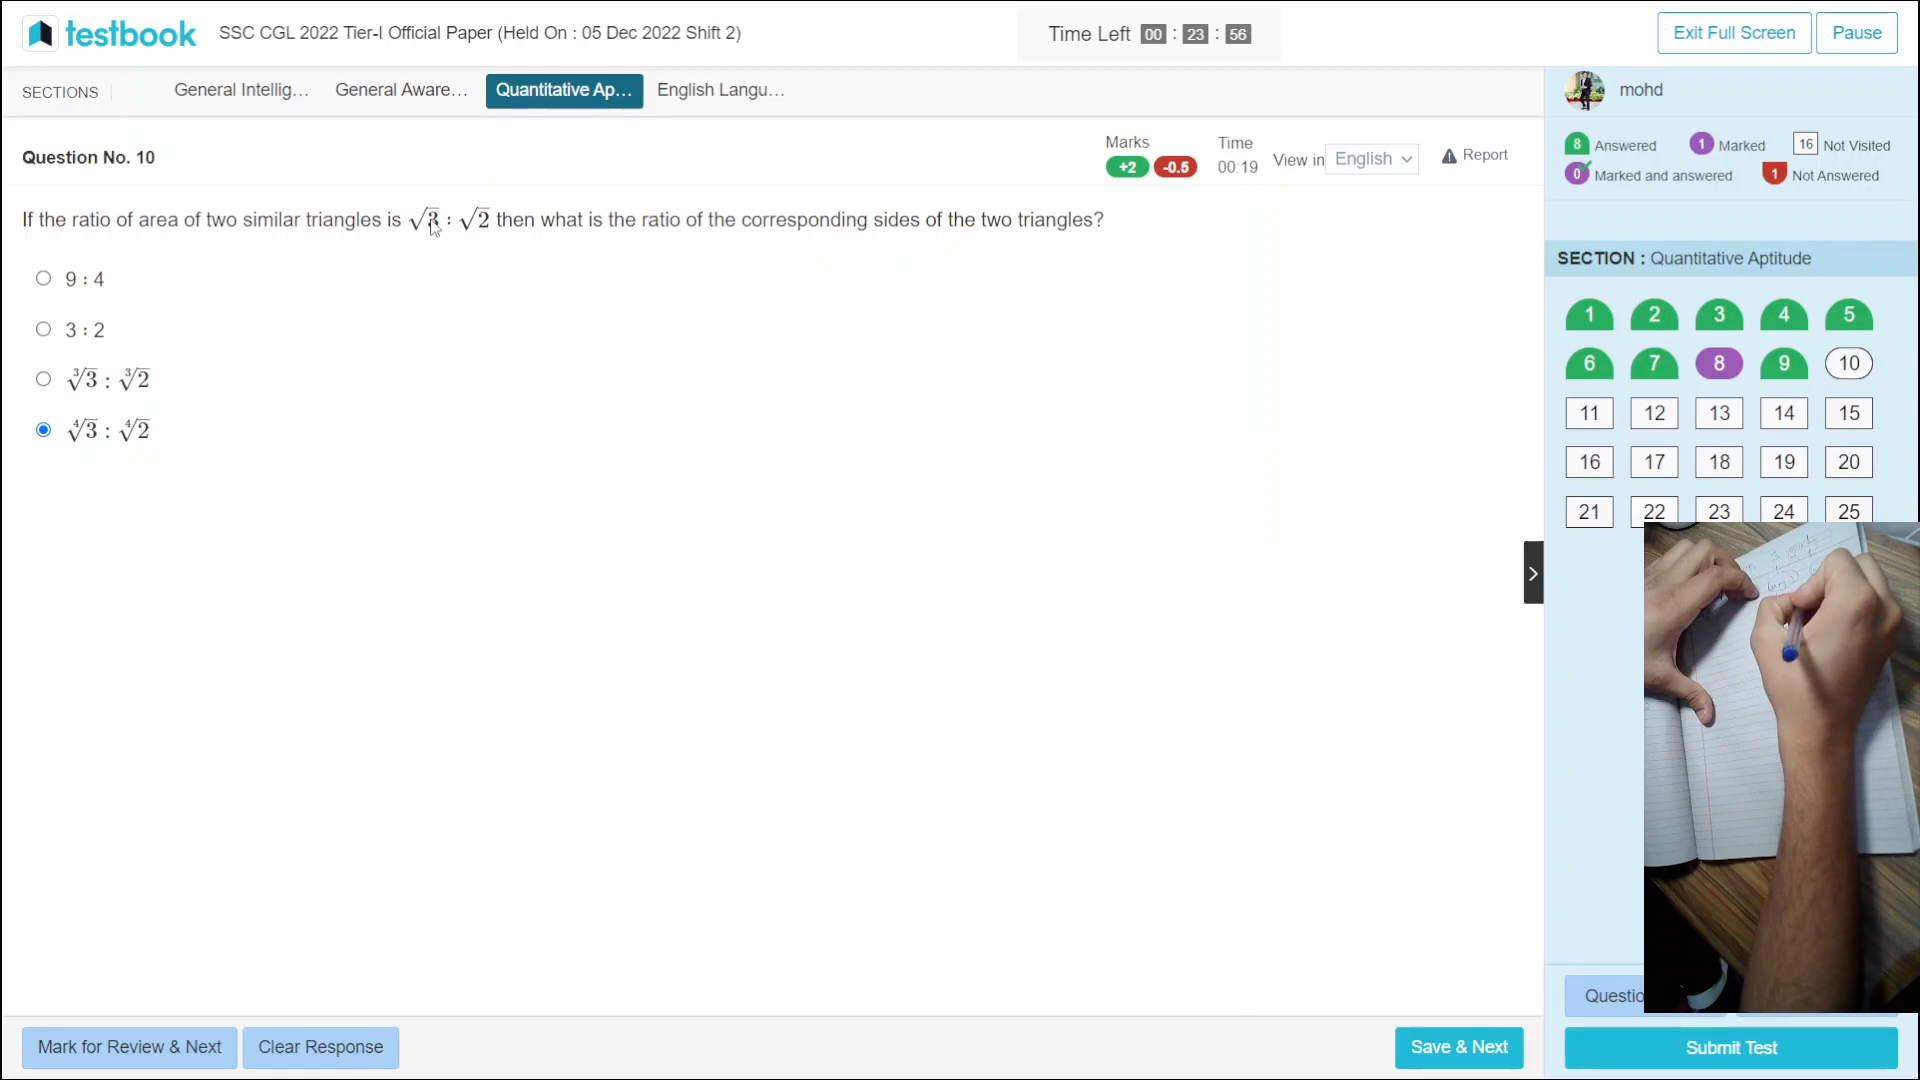 testbook SSC CGL 2022 Tier-I Official Paper (Held On : 05 Dec 2022 Shift 2) Time Left 00 : 23 : 56 Exit Full Screen Pause
SECTIONS General Intellig... General Aware... Quantitative Ap... English Langu...
mohd
Question No. 10
Marks
+2 -0.5
Time
00:19
View in English
Report
8 Answered 1 Marked 16 Not Visited
0 Marked and answered 1 Not Answered
If the ratio of area of two similar triangles is √3 : √2 then what is the ratio of the corresponding sides of the two triangles?
9 : 4
3 : 2
∛3 : ∛2
∜3 : ∜2
SECTION : Quantitative Aptitude
1 2 3 4 5
6 7 8 9 10
11 12 13 14 15
16 17 18 19 20
21 22 23 24 25
Questio
Mark for Review & Next Clear Response Save & Next Submit Test